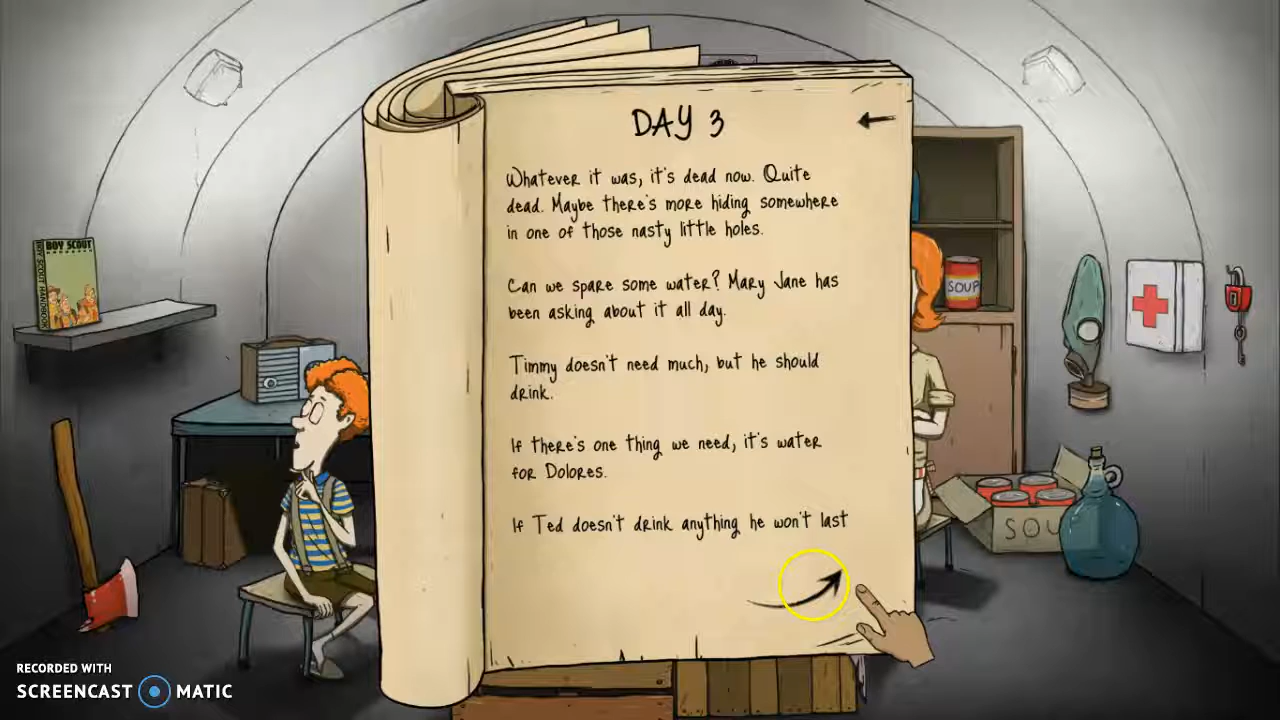 DAY 3
Whatever it was, it's dead now. Quite
dead. Maybe there's more hiding somewhere
in one of those nasty little holes.
Can we spare some water? Mary Jane has
been asking about it all day.
Timmy doesn't need much, but he should
drink.
If there's one thing we need, it's water
for Dolores.
If Ted doesn't drink anything he won't last
BOY SCOUT
BOY SCOUT HANDBOOK
SOUP
SOU
RECORDED WITH
SCREENCAST MATIC